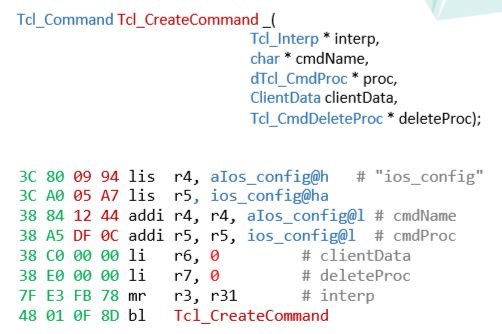 Tcl_Command Tcl_CreateCommand _(
Tcl_Interp * interp,
char * cmdName,
dTcl_CmdProc * proc,
ClientData clientData,
Tcl_CmdDeleteProc * deleteProc);
3C 80 09 94 lis r4, aIos_config@h # "ios_config"
3C A0 05 A7 lis r5, ios_config@ha
38 84 12 44 addi r4, r4, aIos_config@l # cmdName
38 A5 DF 0C addi r5, r5, ios_config@l # cmdProc
38 C0 00 00 li r6, 0 # clientData
38 E0 00 00 li r7, 0 # deleteProc
7F E3 FB 78 mr r3, r31 # interp
48 01 0F 8D bl Tcl_CreateCommand